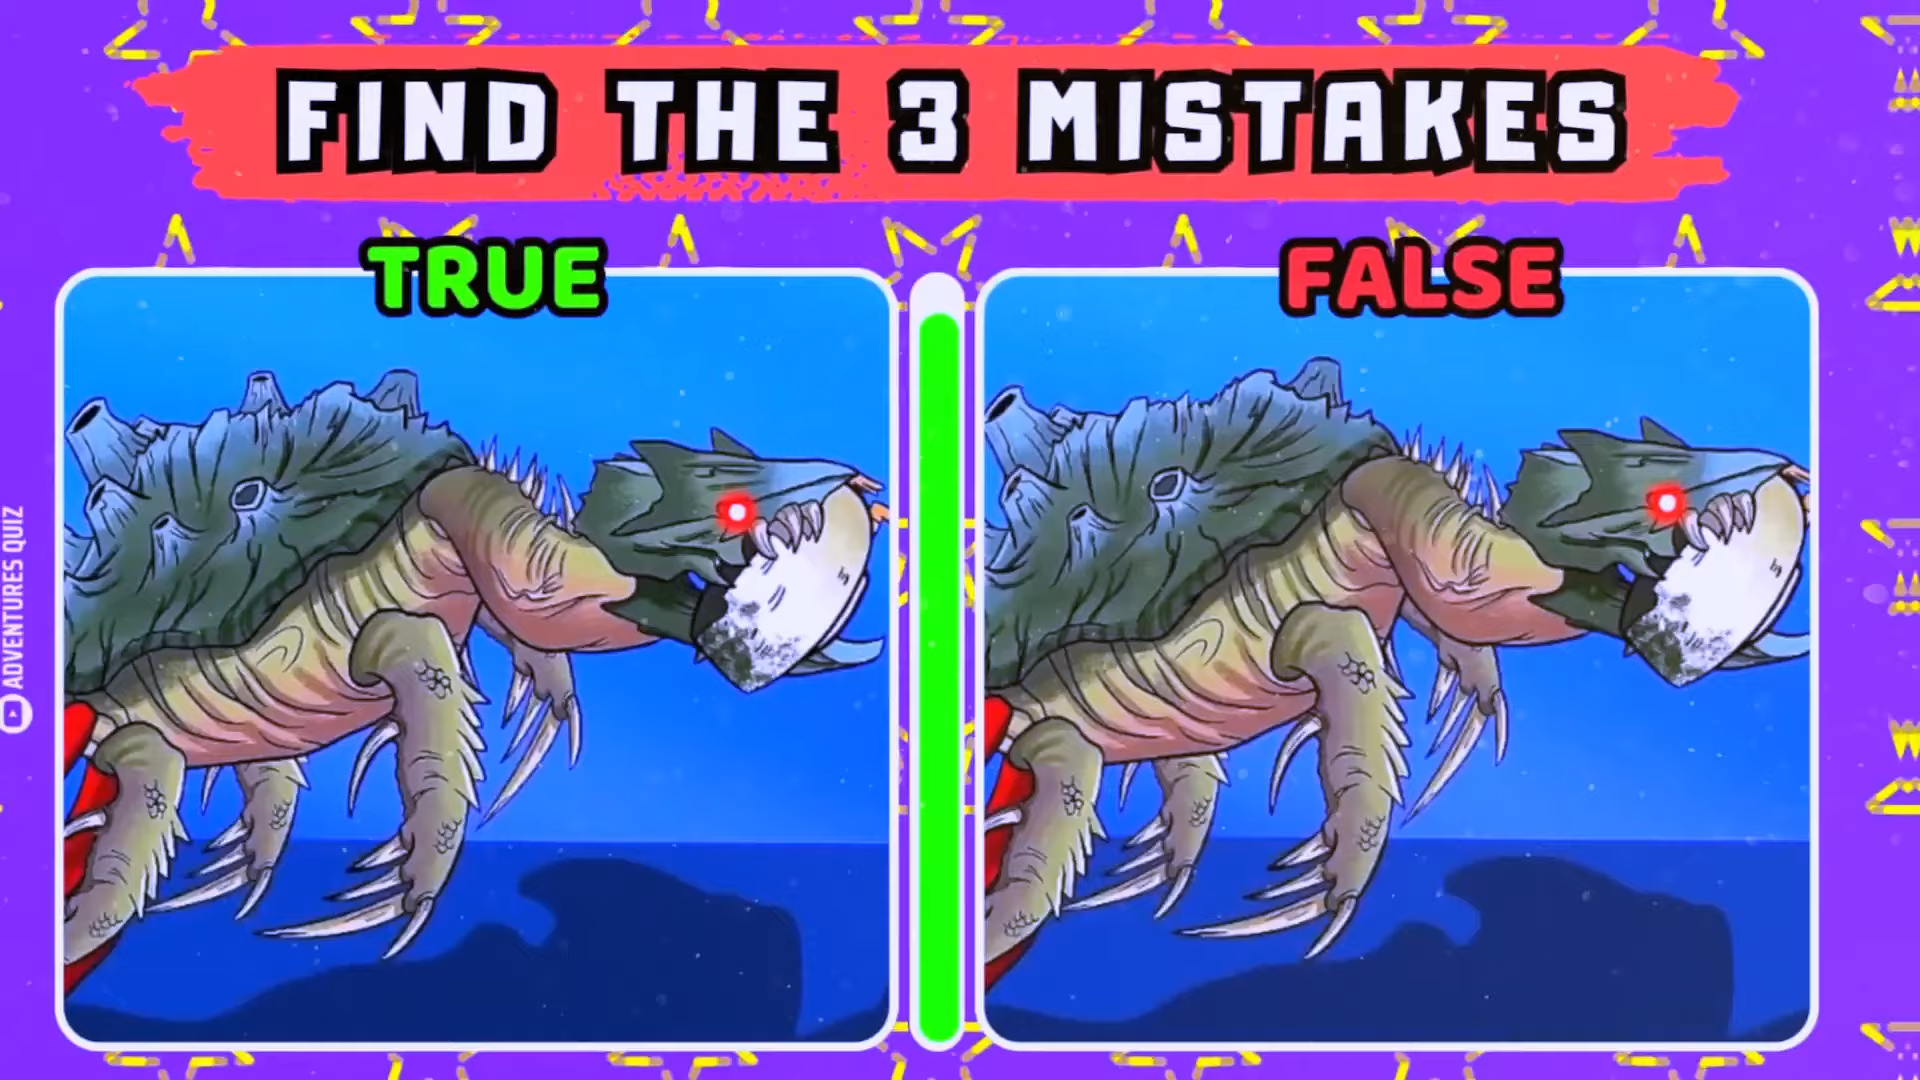 FIND THE 3 MISTAKES
TRUE
FALSE
ADVENTURES QUIZ